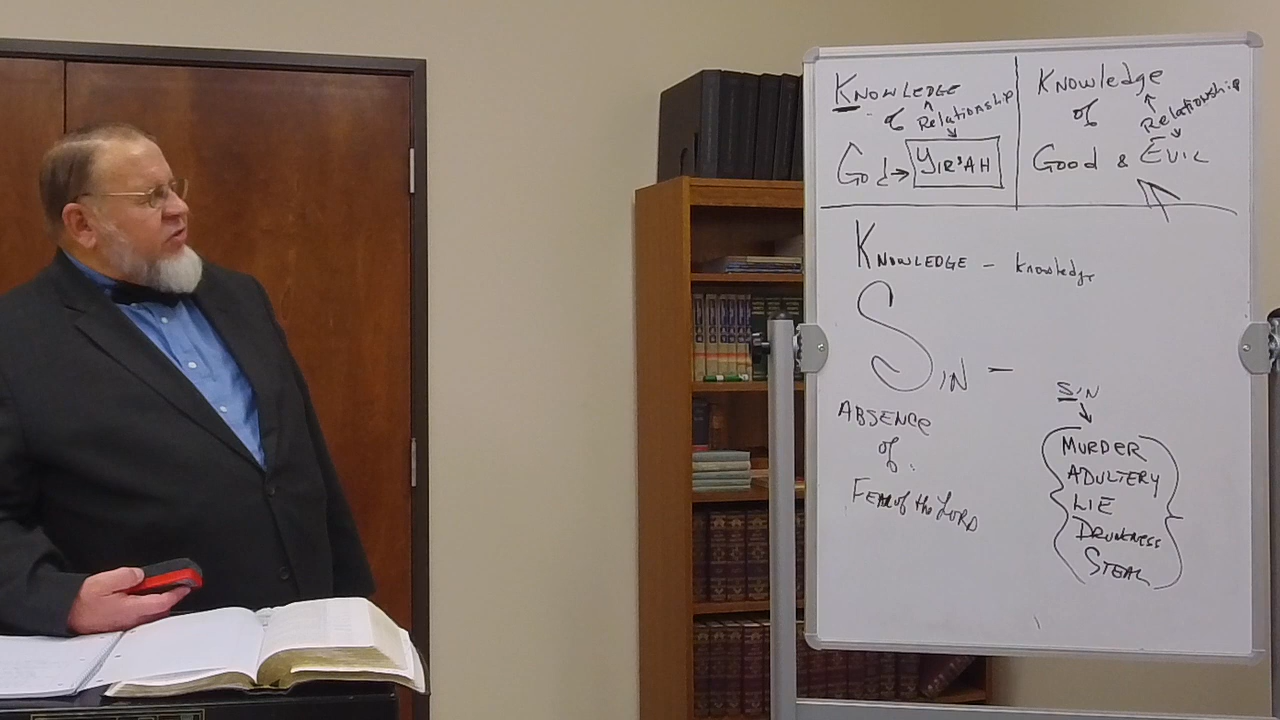 KNOWLEDGE
of Relationship
God → YIR'AH
Knowledge
of Relationship
Good & EVIL
KNOWLEDGE - knowledge
SIN -
ABSENCE
of
FEAR of the LORD
SIN
MURDER
ADULTERY
LIE
DRUNKNESS
STEAL